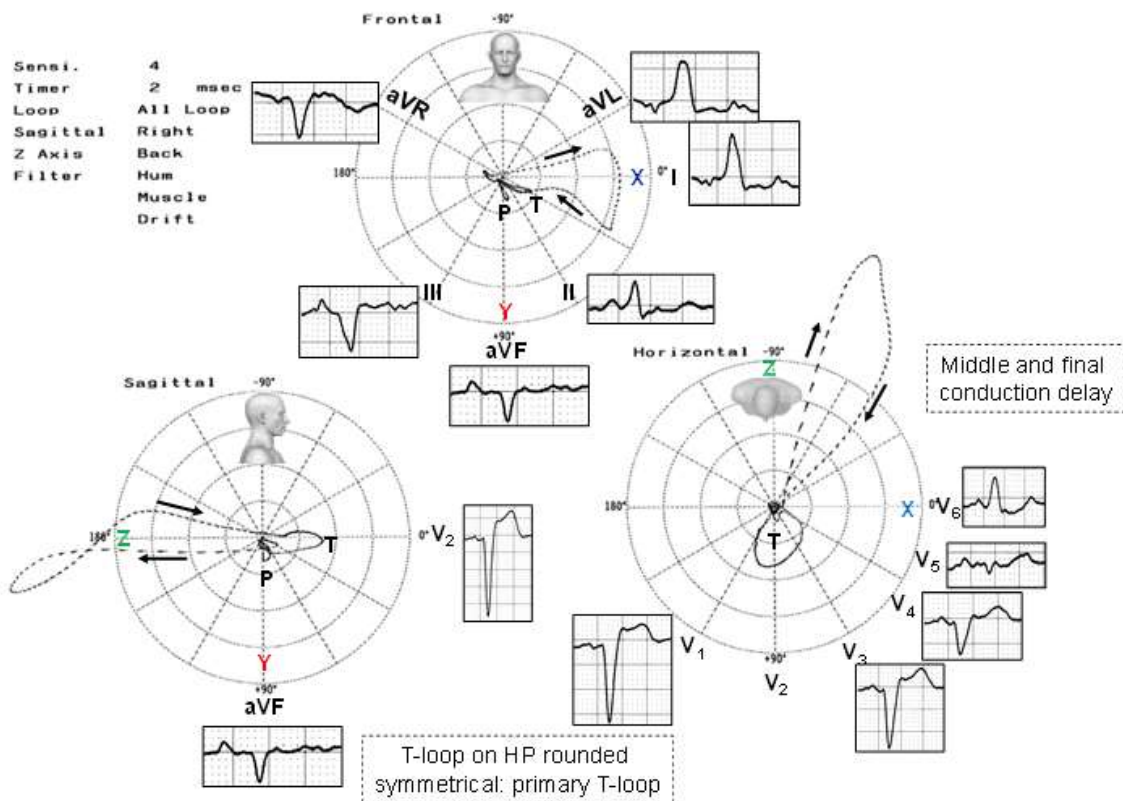 Frontal
-90°
Sensi. 4
Timer 2 msec
Loop All Loop
Sagittal Right
Z Axis Back
Filter Hum
Muscle
Drift
aVR
aVL
180°
X
0°
I
P
T
III
II
Y
+90°
aVF
Horizontal
-90°
Z
Middle and final
conduction delay
Sagittal
-90°
180°
Z
T
0°
V2
P
Y
+90°
aVF
180°
X
0°
V6
T
V5
V4
V3
V1
+90°
V2
T-loop on HP rounded
symmetrical: primary T-loop